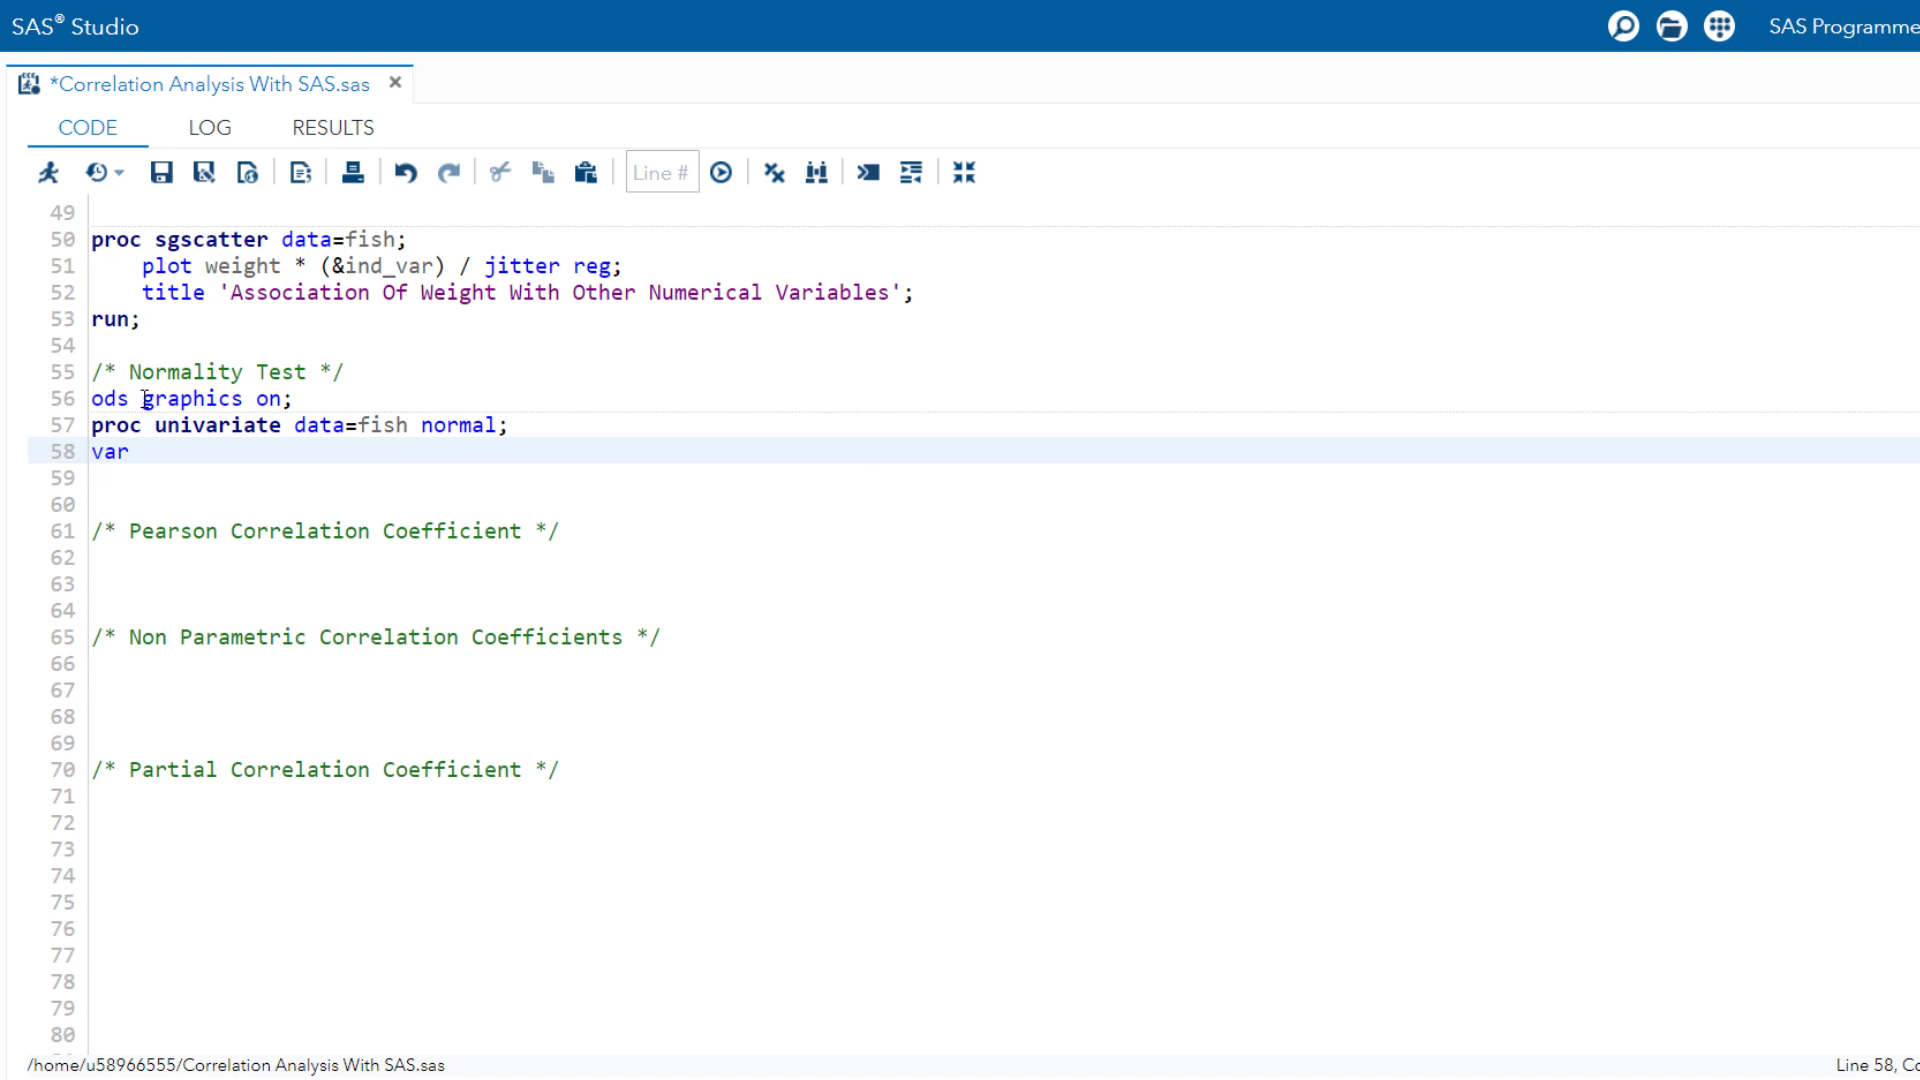 SAS® Studio
SAS Programme
*Correlation Analysis With SAS.sas
CODE LOG RESULTS
Line #
49
50 proc sgscatter data=fish;
51 plot weight * (&ind_var) / jitter reg;
52 title 'Association Of Weight With Other Numerical Variables';
53 run;
54
55 /* Normality Test */
56 ods graphics on;
57 proc univariate data=fish normal;
58 var
59
60
61 /* Pearson Correlation Coefficient */
62
63
64
65 /* Non Parametric Correlation Coefficients */
66
67
68
69
70 /* Partial Correlation Coefficient */
71
72
73
74
75
76
77
78
79
80
/home/u58966555/Correlation Analysis With SAS.sas
Line 58, Co